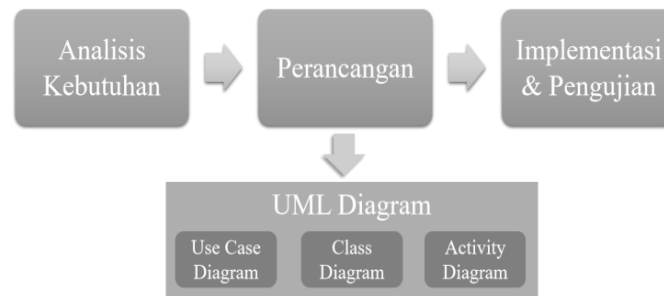 Analisis
Kebutuhan
Perancangan
Implementasi
& Pengujian
UML Diagram
Use Case
Diagram
Class
Diagram
Activity
Diagram